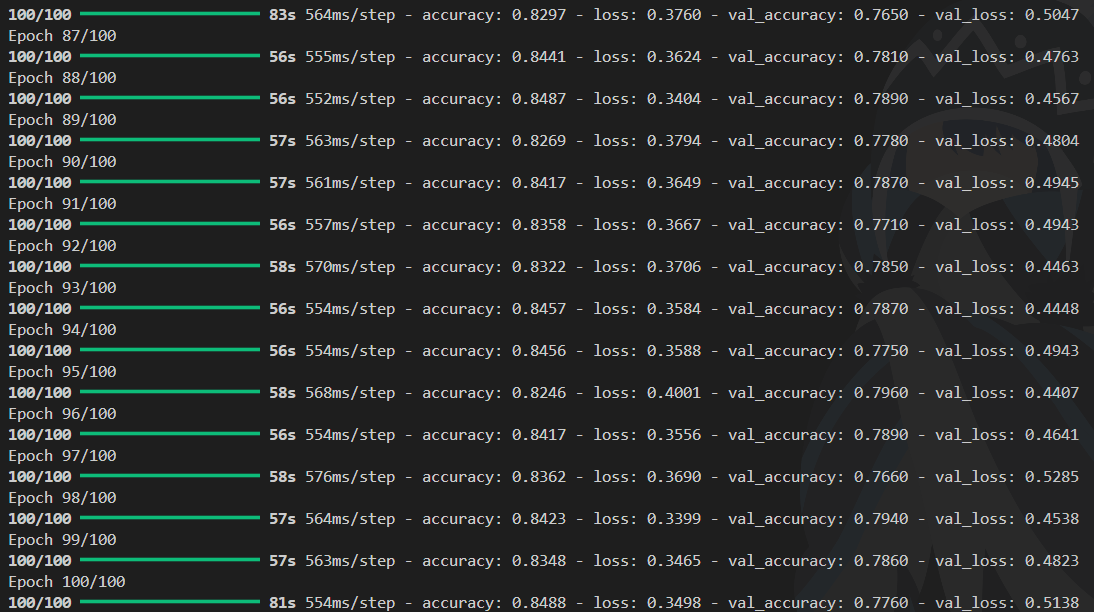 100/100 83s 564ms/step - accuracy: 0.8297 - loss: 0.3760 - val_accuracy: 0.7650 - val_loss: 0.5047
Epoch 87/100
100/100 56s 555ms/step - accuracy: 0.8441 - loss: 0.3624 - val_accuracy: 0.7810 - val_loss: 0.4763
Epoch 88/100
100/100 56s 552ms/step - accuracy: 0.8487 - loss: 0.3404 - val_accuracy: 0.7890 - val_loss: 0.4567
Epoch 89/100
100/100 57s 563ms/step - accuracy: 0.8269 - loss: 0.3794 - val_accuracy: 0.7780 - val_loss: 0.4804
Epoch 90/100
100/100 57s 561ms/step - accuracy: 0.8417 - loss: 0.3649 - val_accuracy: 0.7870 - val_loss: 0.4945
Epoch 91/100
100/100 56s 557ms/step - accuracy: 0.8358 - loss: 0.3667 - val_accuracy: 0.7710 - val_loss: 0.4943
Epoch 92/100
100/100 58s 570ms/step - accuracy: 0.8322 - loss: 0.3706 - val_accuracy: 0.7850 - val_loss: 0.4463
Epoch 93/100
100/100 56s 554ms/step - accuracy: 0.8457 - loss: 0.3584 - val_accuracy: 0.7870 - val_loss: 0.4448
Epoch 94/100
100/100 56s 554ms/step - accuracy: 0.8456 - loss: 0.3588 - val_accuracy: 0.7750 - val_loss: 0.4943
Epoch 95/100
100/100 58s 568ms/step - accuracy: 0.8246 - loss: 0.4001 - val_accuracy: 0.7960 - val_loss: 0.4407
Epoch 96/100
100/100 56s 554ms/step - accuracy: 0.8417 - loss: 0.3556 - val_accuracy: 0.7890 - val_loss: 0.4641
Epoch 97/100
100/100 58s 576ms/step - accuracy: 0.8362 - loss: 0.3690 - val_accuracy: 0.7660 - val_loss: 0.5285
Epoch 98/100
100/100 57s 564ms/step - accuracy: 0.8423 - loss: 0.3399 - val_accuracy: 0.7940 - val_loss: 0.4538
Epoch 99/100
100/100 57s 563ms/step - accuracy: 0.8348 - loss: 0.3465 - val_accuracy: 0.7860 - val_loss: 0.4823
Epoch 100/100
100/100 81s 554ms/step - accuracy: 0.8488 - loss: 0.3498 - val_accuracy: 0.7760 - val_loss: 0.5138